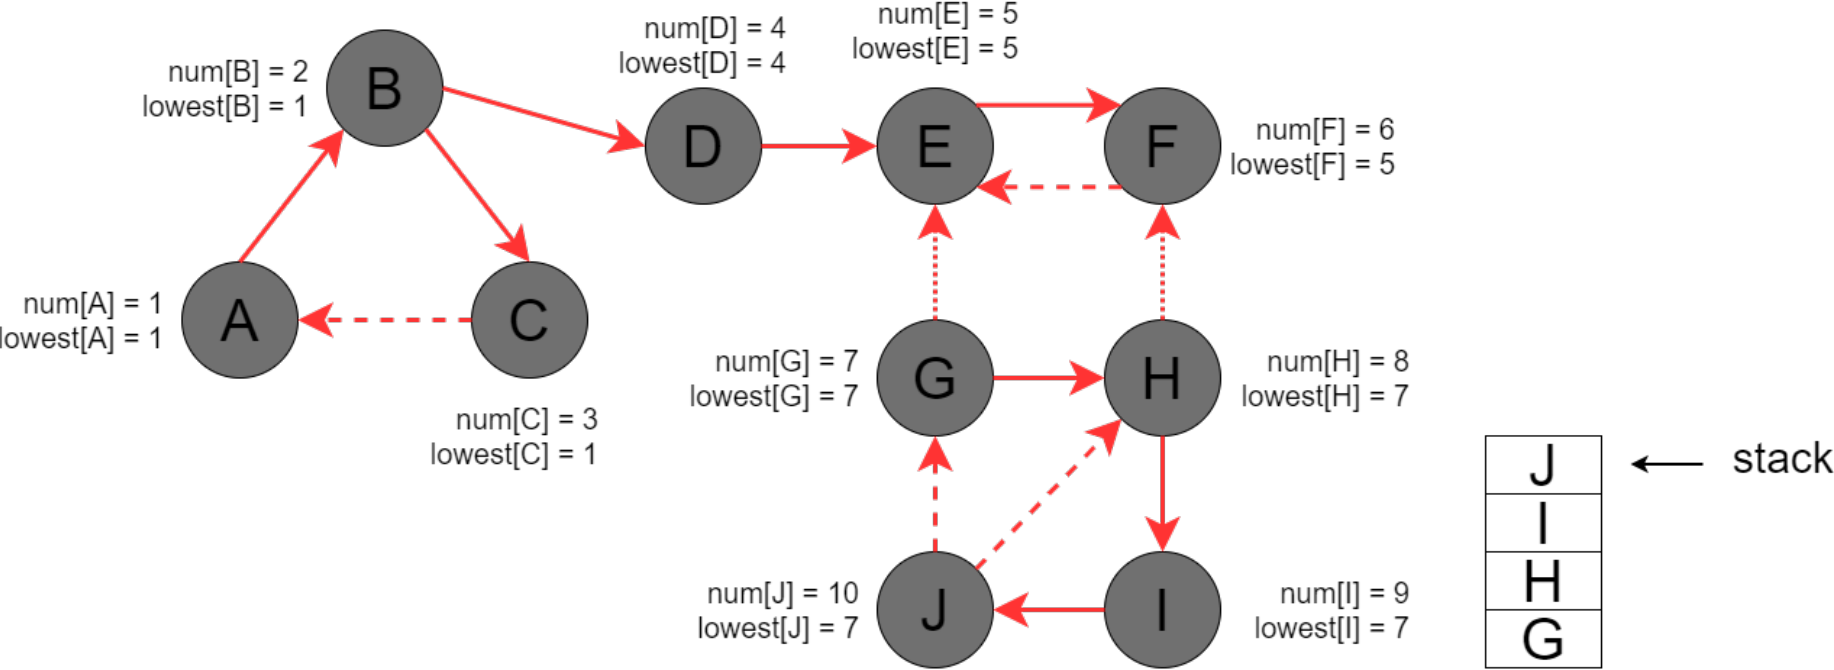 num[E] = 5
lowest[E] = 5
num[D] = 4
lowest[D] = 4
num[B] = 2
lowest[B] = 1
B
D
E
F
num[F] = 6
lowest[F] = 5
num[A] = 1
lowest[A] = 1
A
C
num[C] = 3
lowest[C] = 1
num[G] = 7
lowest[G] = 7
G
H
num[H] = 8
lowest[H] = 7
num[J] = 10
lowest[J] = 7
J
I
num[I] = 9
lowest[I] = 7
J
stack
I
H
G